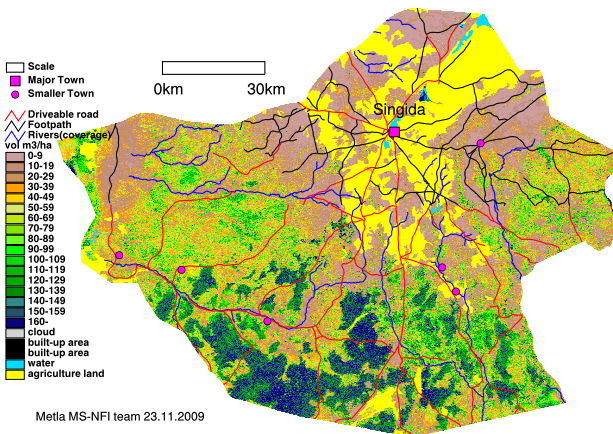 Scale
Major Town
Smaller Town
0km 30km
Singida
Driveable road
Footpath
Rivers(coverage)
vol m3/ha
0-9
10-19
20-29
30-39
40-49
50-59
60-69
70-79
80-89
90-99
100-109
110-119
120-129
130-139
140-149
150-159
160-
cloud
built-up area
built-up area
water
agriculture land
Metla MS-NFI team 23.11.2009